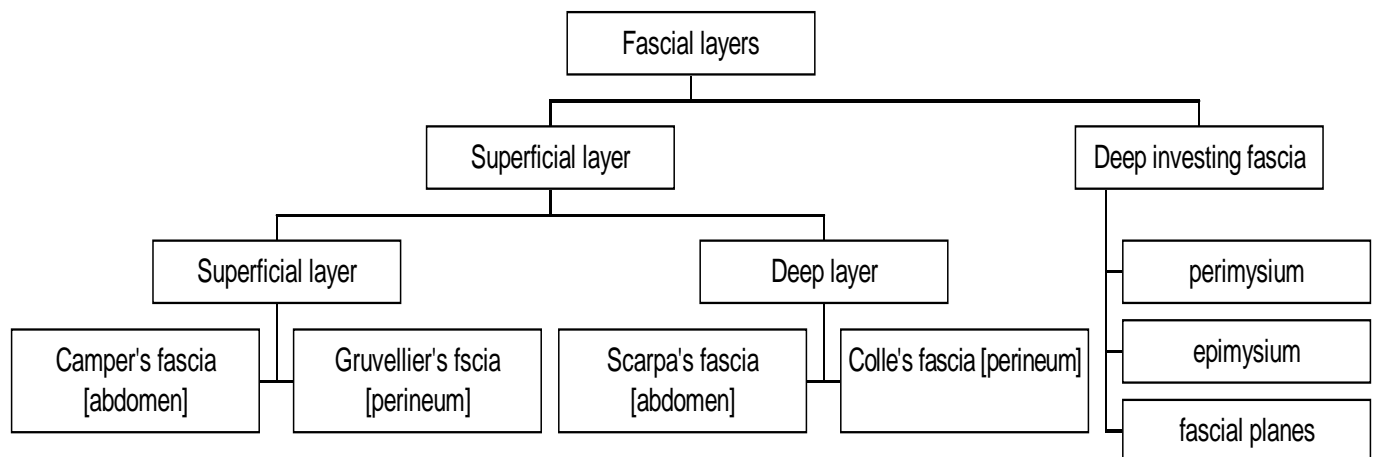 Fascial layers
Superficial layer
Deep investing fascia
Superficial layer
Deep layer
perimysium
Camper's fascia
[abdomen]
Gruvellier's fscia
[perineum]
Scarpa's fascia
[abdomen]
Colle's fascia [perineum]
epimysium
fascial planes